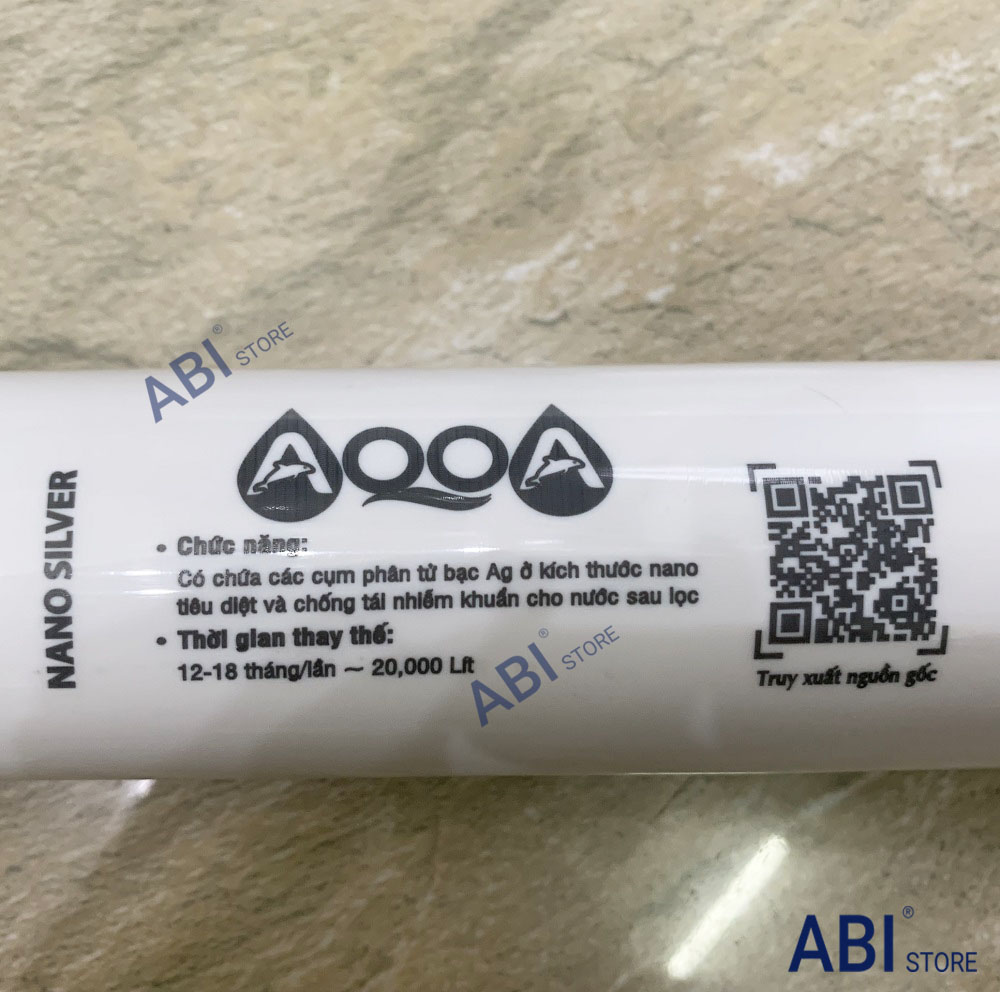 ABI® STORE
NANO SILVER
AQOA
• Chức năng:
Có chứa các cụm phân tử bạc Ag ở kích thước nano
tiêu diệt và chống tái nhiễm khuẩn cho nước sau lọc
• Thời gian thay thế:
12-18 tháng/lần ~ 20,000 Lít
Truy xuất nguồn gốc
ABI® STORE
ABI® STORE